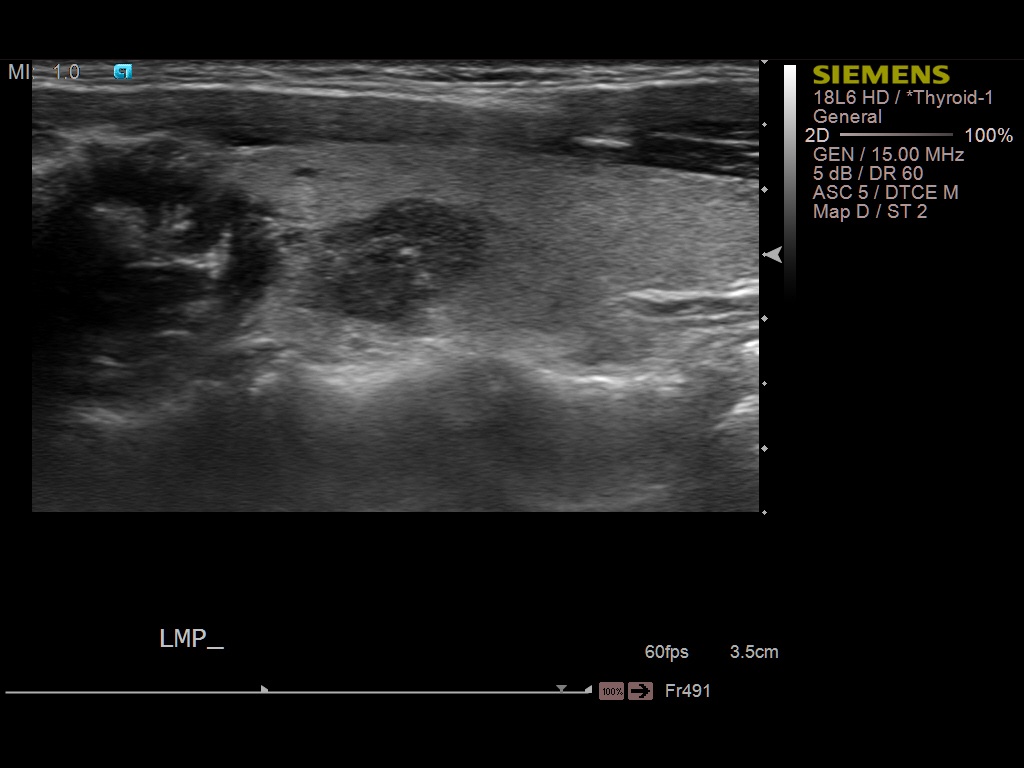 MI: 1.0
SIEMENS
18L6 HD / *Thyroid-1
General
2D 100%
GEN / 15.00 MHz
5 dB / DR 60
ASC 5 / DTCE M
Map D / ST 2
LMP_
60fps 3.5cm
100% Fr491